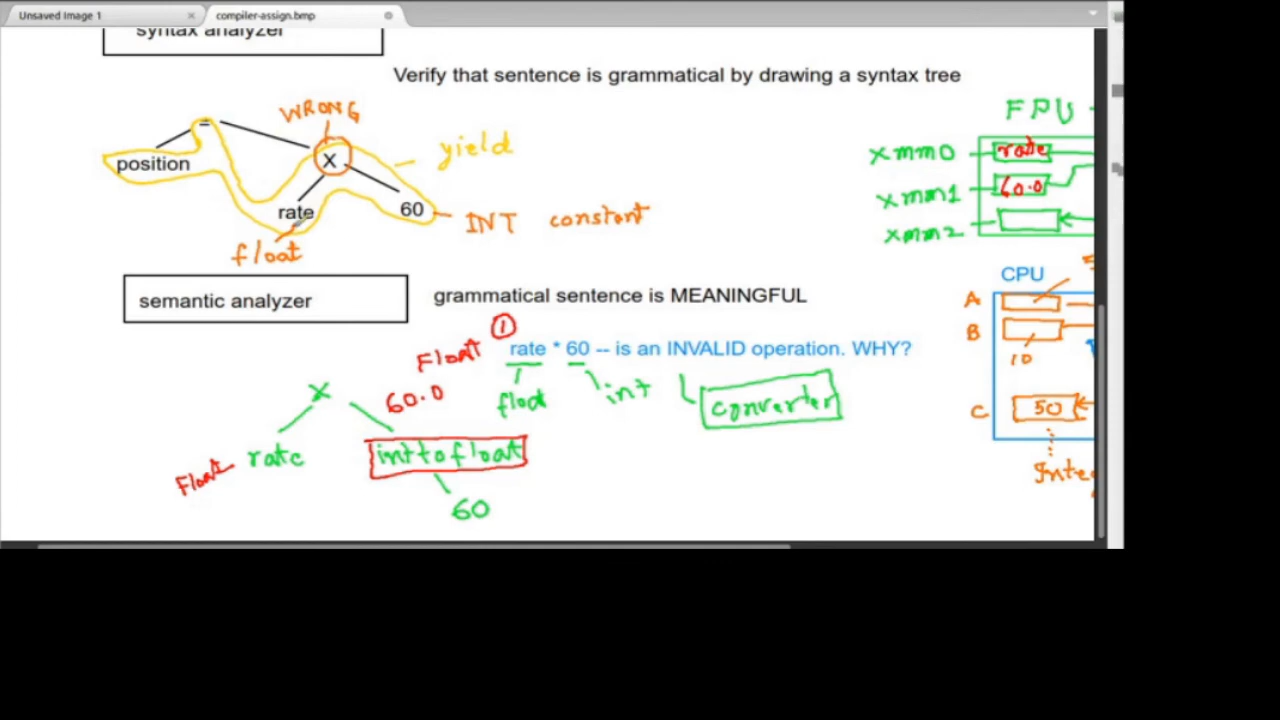 Unsaved Image 1
compiler-assign.bmp
syntax analyzer
Verify that sentence is grammatical by drawing a syntax tree
WRONG
FPU
=
position
X
yield
xmm0
rate
xmm1
60.0
rate
60
INT constant
xmm2
float
CPU
semantic analyzer
grammatical sentence is MEANINGFUL
A
B
10
1
Float
rate * 60 -- is an INVALID operation. WHY?
X
60.0
float
int
converter
C
50
Float
rate
inttofloat
60